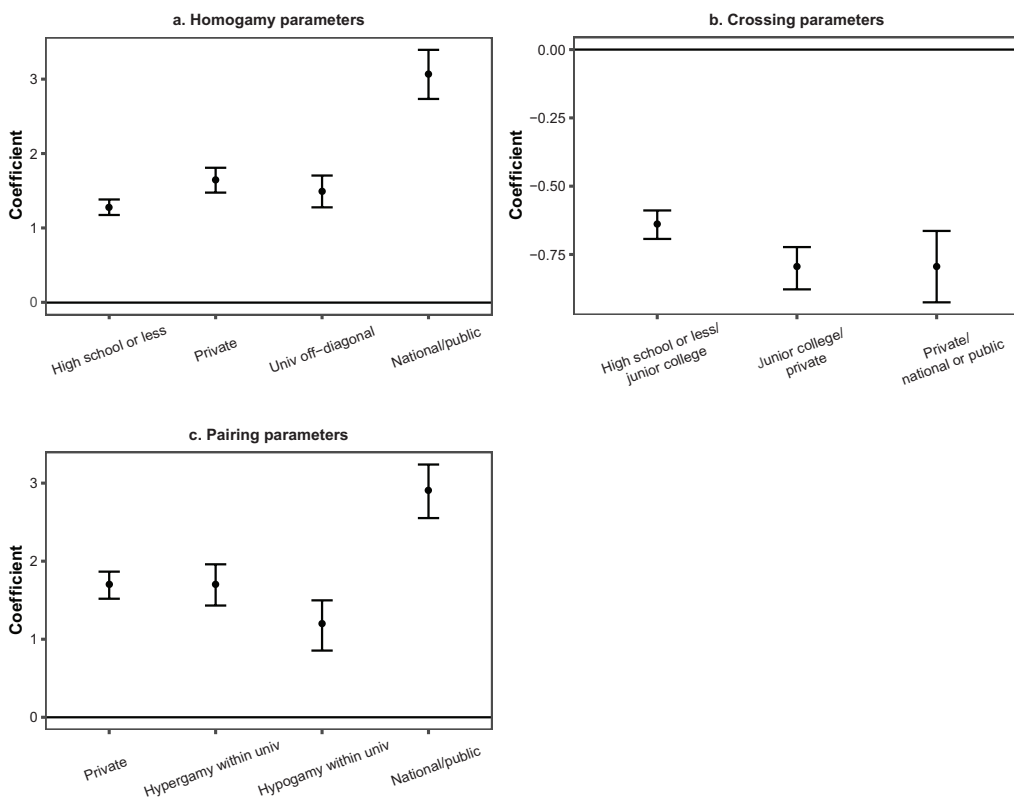 a. Homogamy parameters
Coefficient
3
2
1
0
High school or less
Private
Univ off−diagonal
National/public
b. Crossing parameters
Coefficient
0.00
−0.25
−0.50
−0.75
High school or less/
junior college
Junior college/
private
Private/
national or public
c. Pairing parameters
Coefficient
3
2
1
0
Private
Hypergamy within univ
Hypogamy within univ
National/public